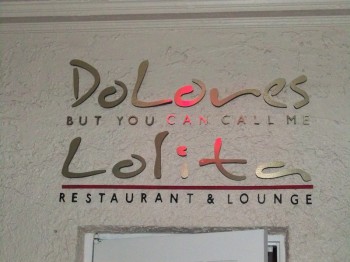 DoLores
BUT YOU CAN CALL ME
Lolita
RESTAURANT & LOUNGE